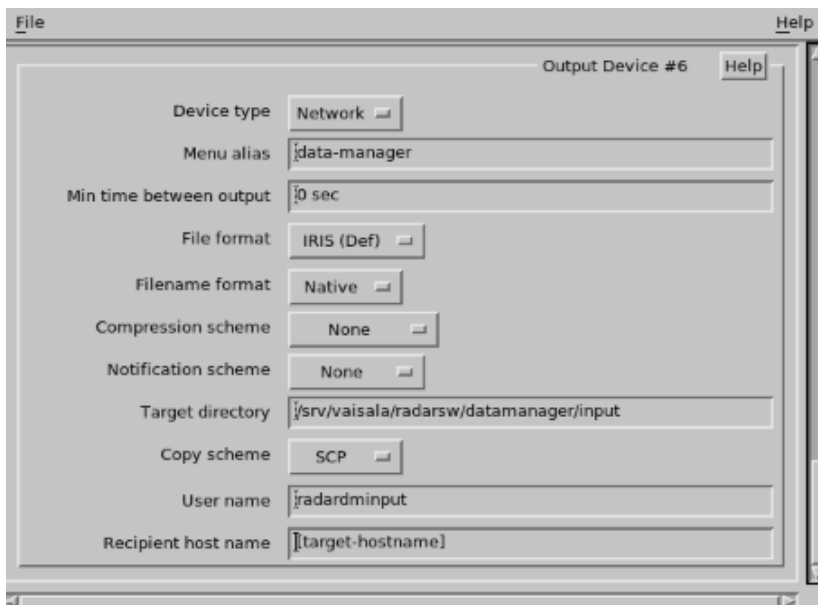 File Help
Output Device #6 Help
Device type Network
Menu alias data-manager
Min time between output 0 sec
File format IRIS (Def)
Filename format Native
Compression scheme None
Notification scheme None
Target directory /srv/vaisala/radarsw/datamanager/input
Copy scheme SCP
User name radardminput
Recipient host name [target-hostname]